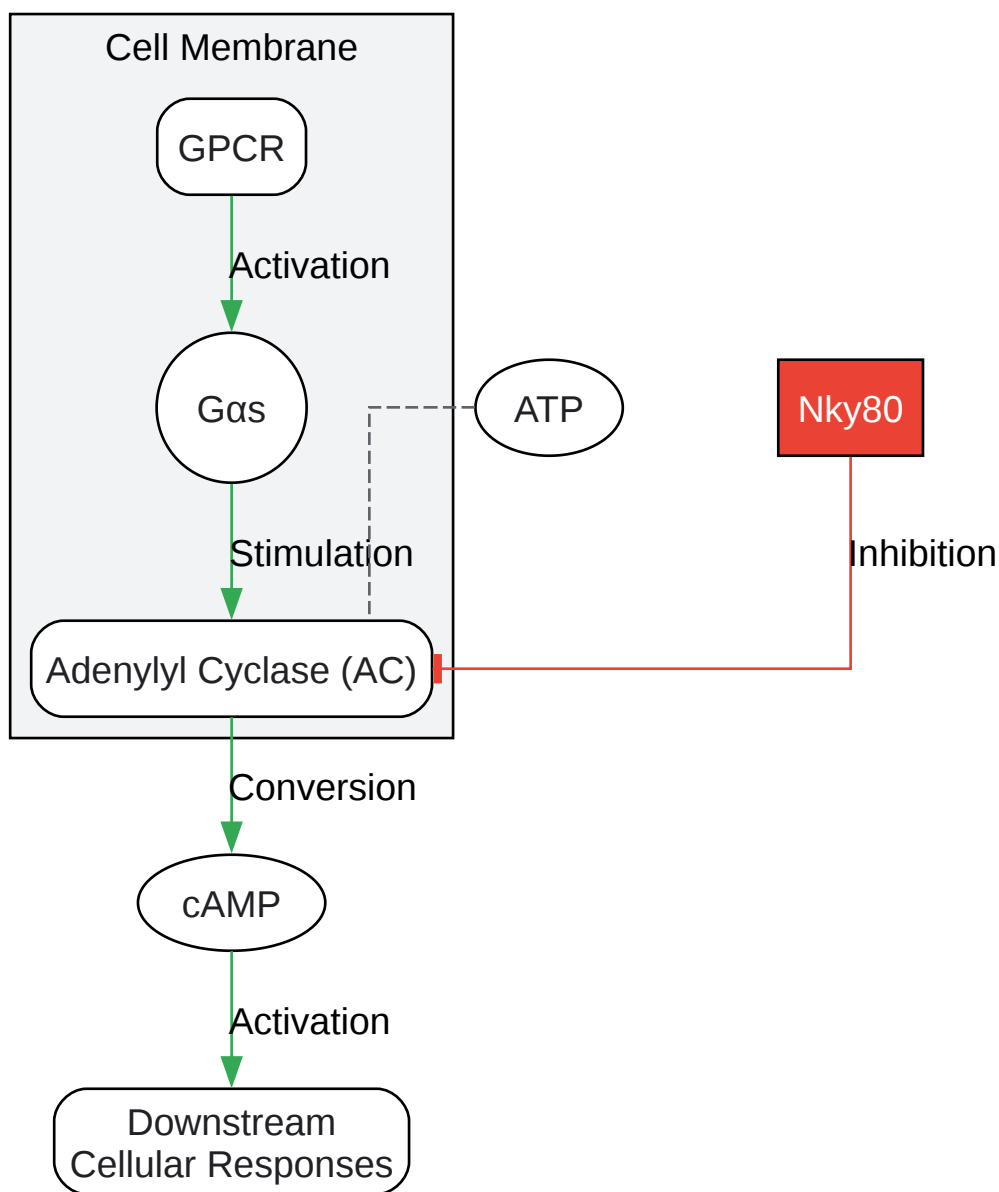 Cell Membrane
GPCR
Activation
Gαs
ATP
Nky80
Stimulation
Inhibition
Adenylyl Cyclase (AC)
Conversion
cAMP
Activation
Downstream
Cellular Responses